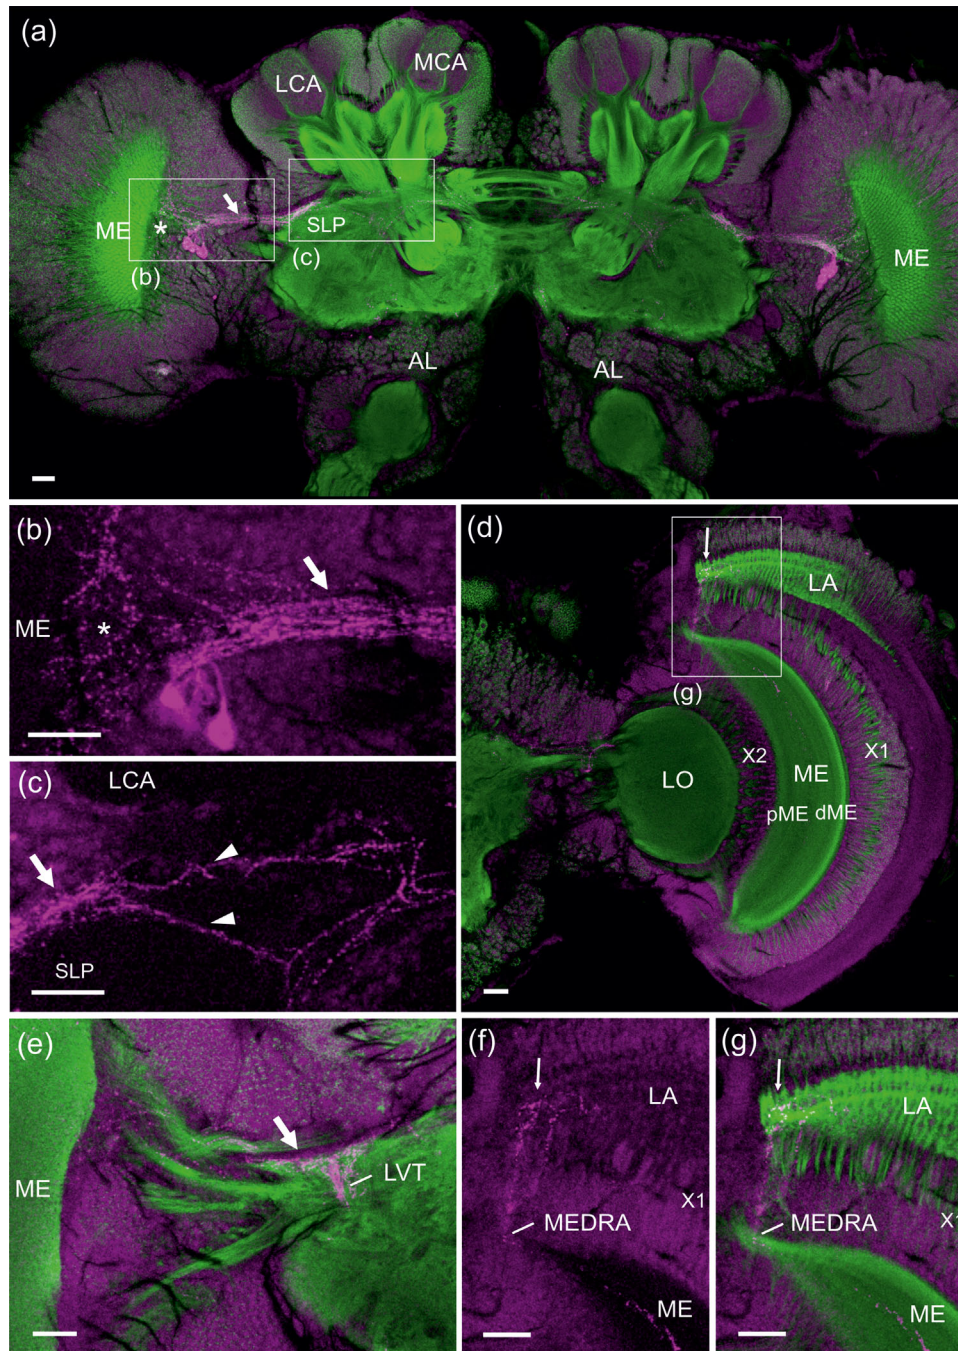 (a)
LCA
MCA
ME
*
SLP
(b)
(c)
ME
AL
AL
(b)
ME
*
(c)
LCA
SLP
(d)
LA
(g)
X2
X1
LO
ME
pME
dME
(e)
ME
LVT
(f)
LA
X1
MEDRA
ME
(g)
LA
X1
MEDRA
ME